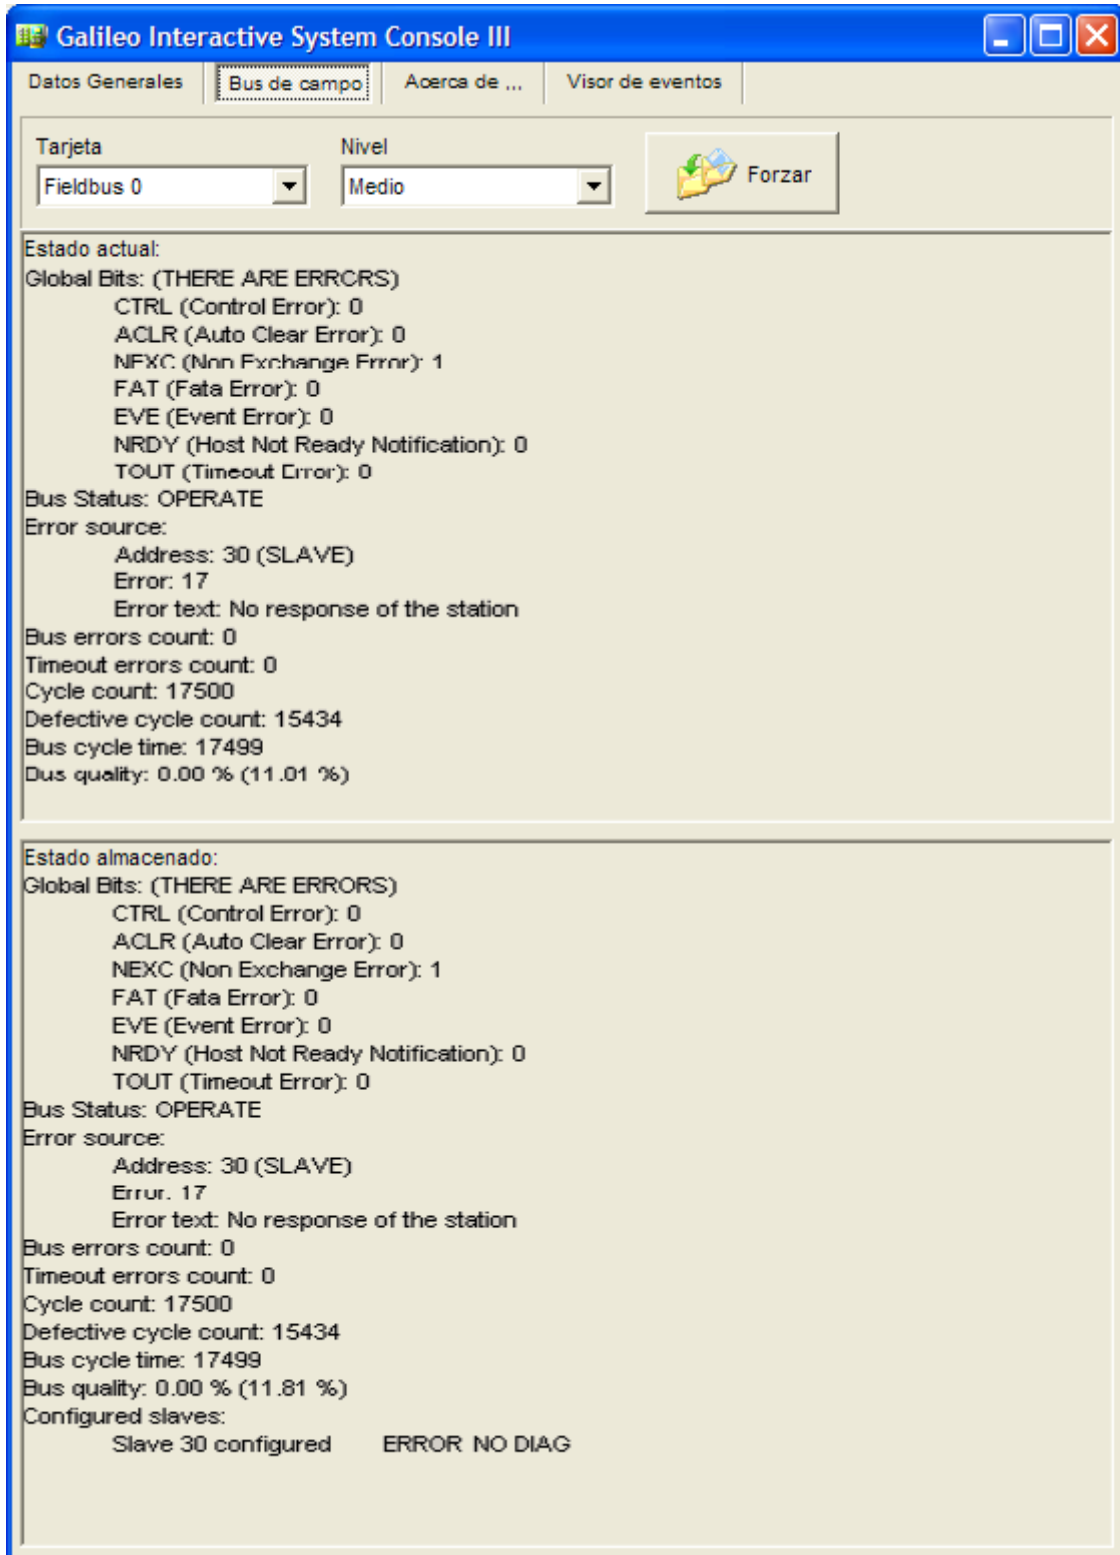 Galileo Interactive System Console III
Datos Generales Bus de campo Acerca de ... Visor de eventos
Tarjeta Nivel
Fieldbus 0 Medio Forzar
Estado actual:
Global Bits: (THERE ARE ERRORS)
CTRL (Control Error): 0
ACLR (Auto Clear Error): 0
NEXC (Non Exchange Error): 1
FAT (Fata Error): 0
EVE (Event Error): 0
NRDY (Host Not Ready Notification): 0
TOUT (Timeout Error): 0
Bus Status: OPERATE
Error source:
Address: 30 (SLAVE)
Error: 17
Error text: No response of the station
Bus errors count: 0
Timeout errors count: 0
Cycle count: 17500
Defective cycle count: 15434
Bus cycle time: 17499
Bus quality: 0.00 % (11.81 %)
Estado almacenado:
Global Bits: (THERE ARE ERRORS)
CTRL (Control Error): 0
ACLR (Auto Clear Error): 0
NEXC (Non Exchange Error): 1
FAT (Fata Error): 0
EVE (Event Error): 0
NRDY (Host Not Ready Notification): 0
TOUT (Timeout Error): 0
Bus Status: OPERATE
Error source:
Address: 30 (SLAVE)
Error: 17
Error text: No response of the station
Bus errors count: 0
Timeout errors count: 0
Cycle count: 17500
Defective cycle count: 15434
Bus cycle time: 17499
Bus quality: 0.00 % (11.81 %)
Configured slaves:
Slave 30 configured ERROR NO DIAG